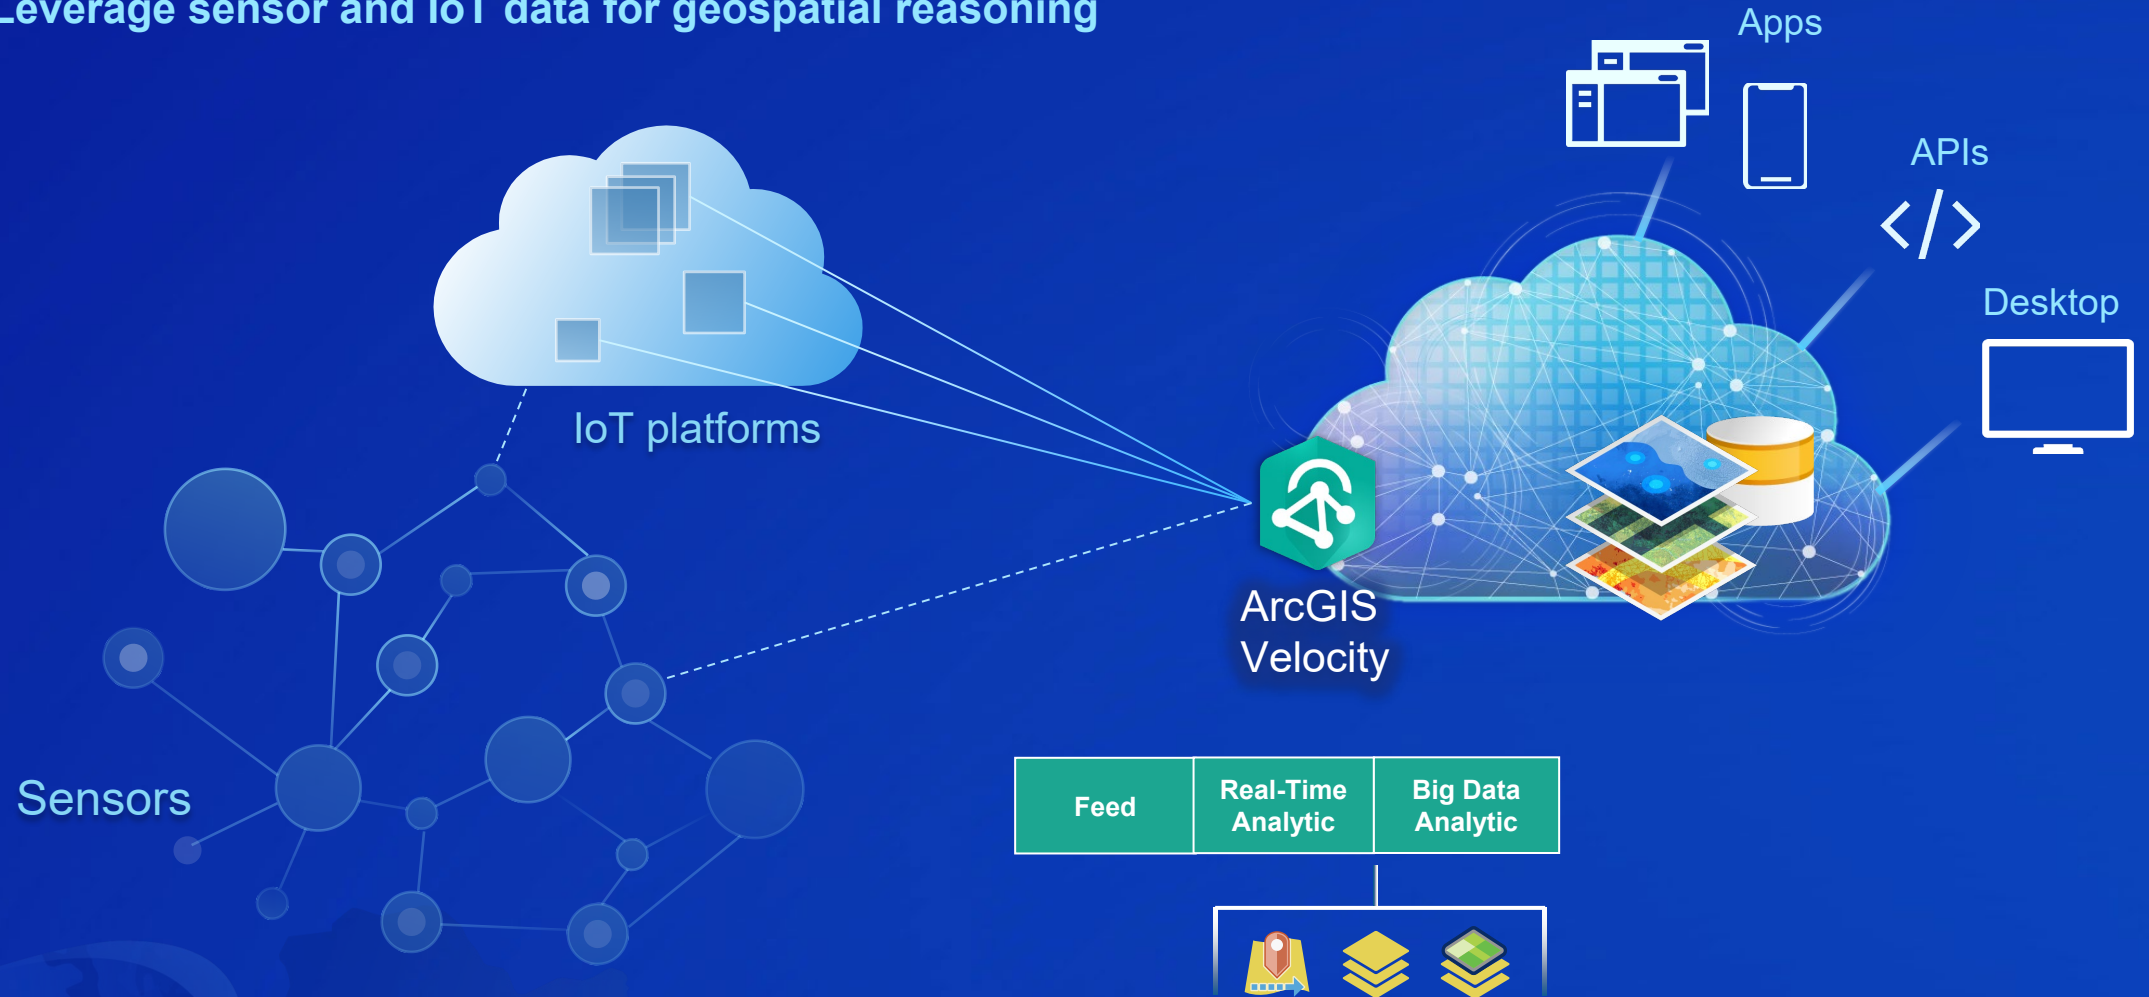 Leverage sensor and IoT data for geospatial reasoning
Apps
APIs
</>
Desktop
IoT platforms
ArcGIS
Velocity
Sensors
Feed
Real-Time
Analytic
Big Data
Analytic